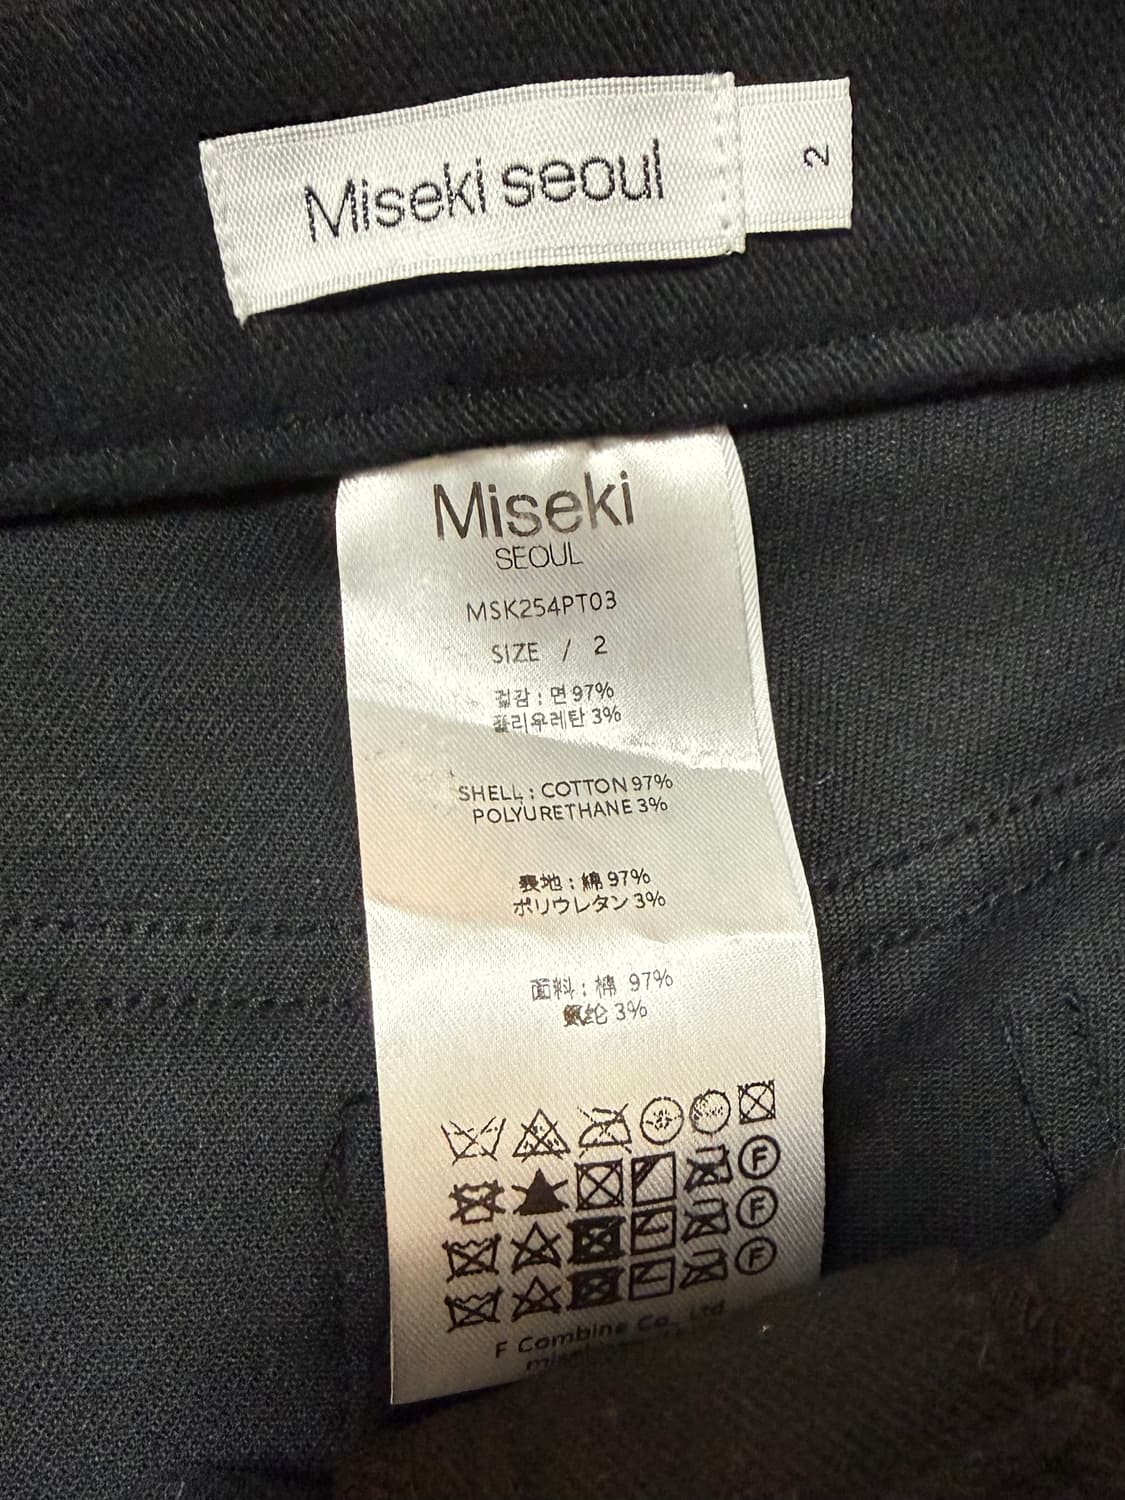 Miseki seoul
2
Miseki
SEOUL
MSK254PT03
SIZE / 2
겉감 : 면 97%
폴리우레탄 3%
SHELL : COTTON 97%
POLYURETHANE 3%
表地 : 綿 97%
ポリウレタン 3%
面料 : 棉 97%
氨纶 3%
F
F
F
F Combine Co., Ltd